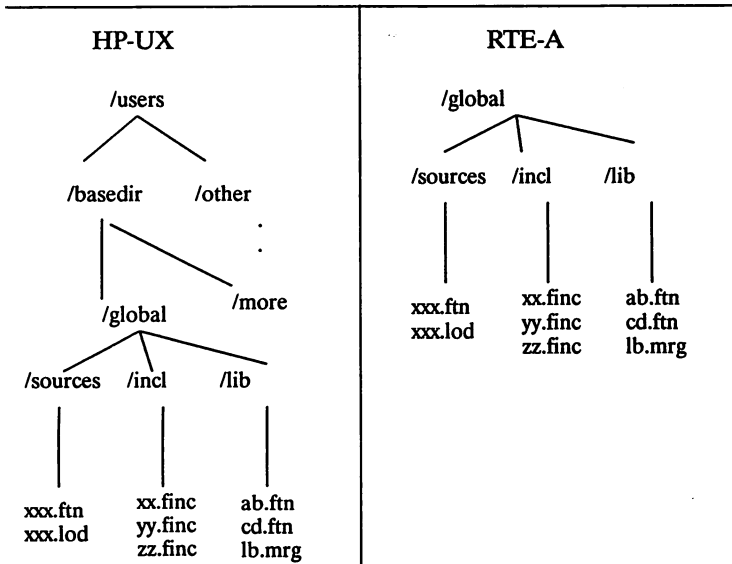 HP-UX
/users
/basedir /other
/more
/global
/sources /incl /lib
xxx.ftn xx.finc ab.ftn
xxx.lod yy.finc cd.ftn
zz.finc lb.mrg
RTE-A
/global
/sources /incl /lib
xxx.ftn xx.finc ab.ftn
xxx.lod yy.finc cd.ftn
zz.finc lb.mrg